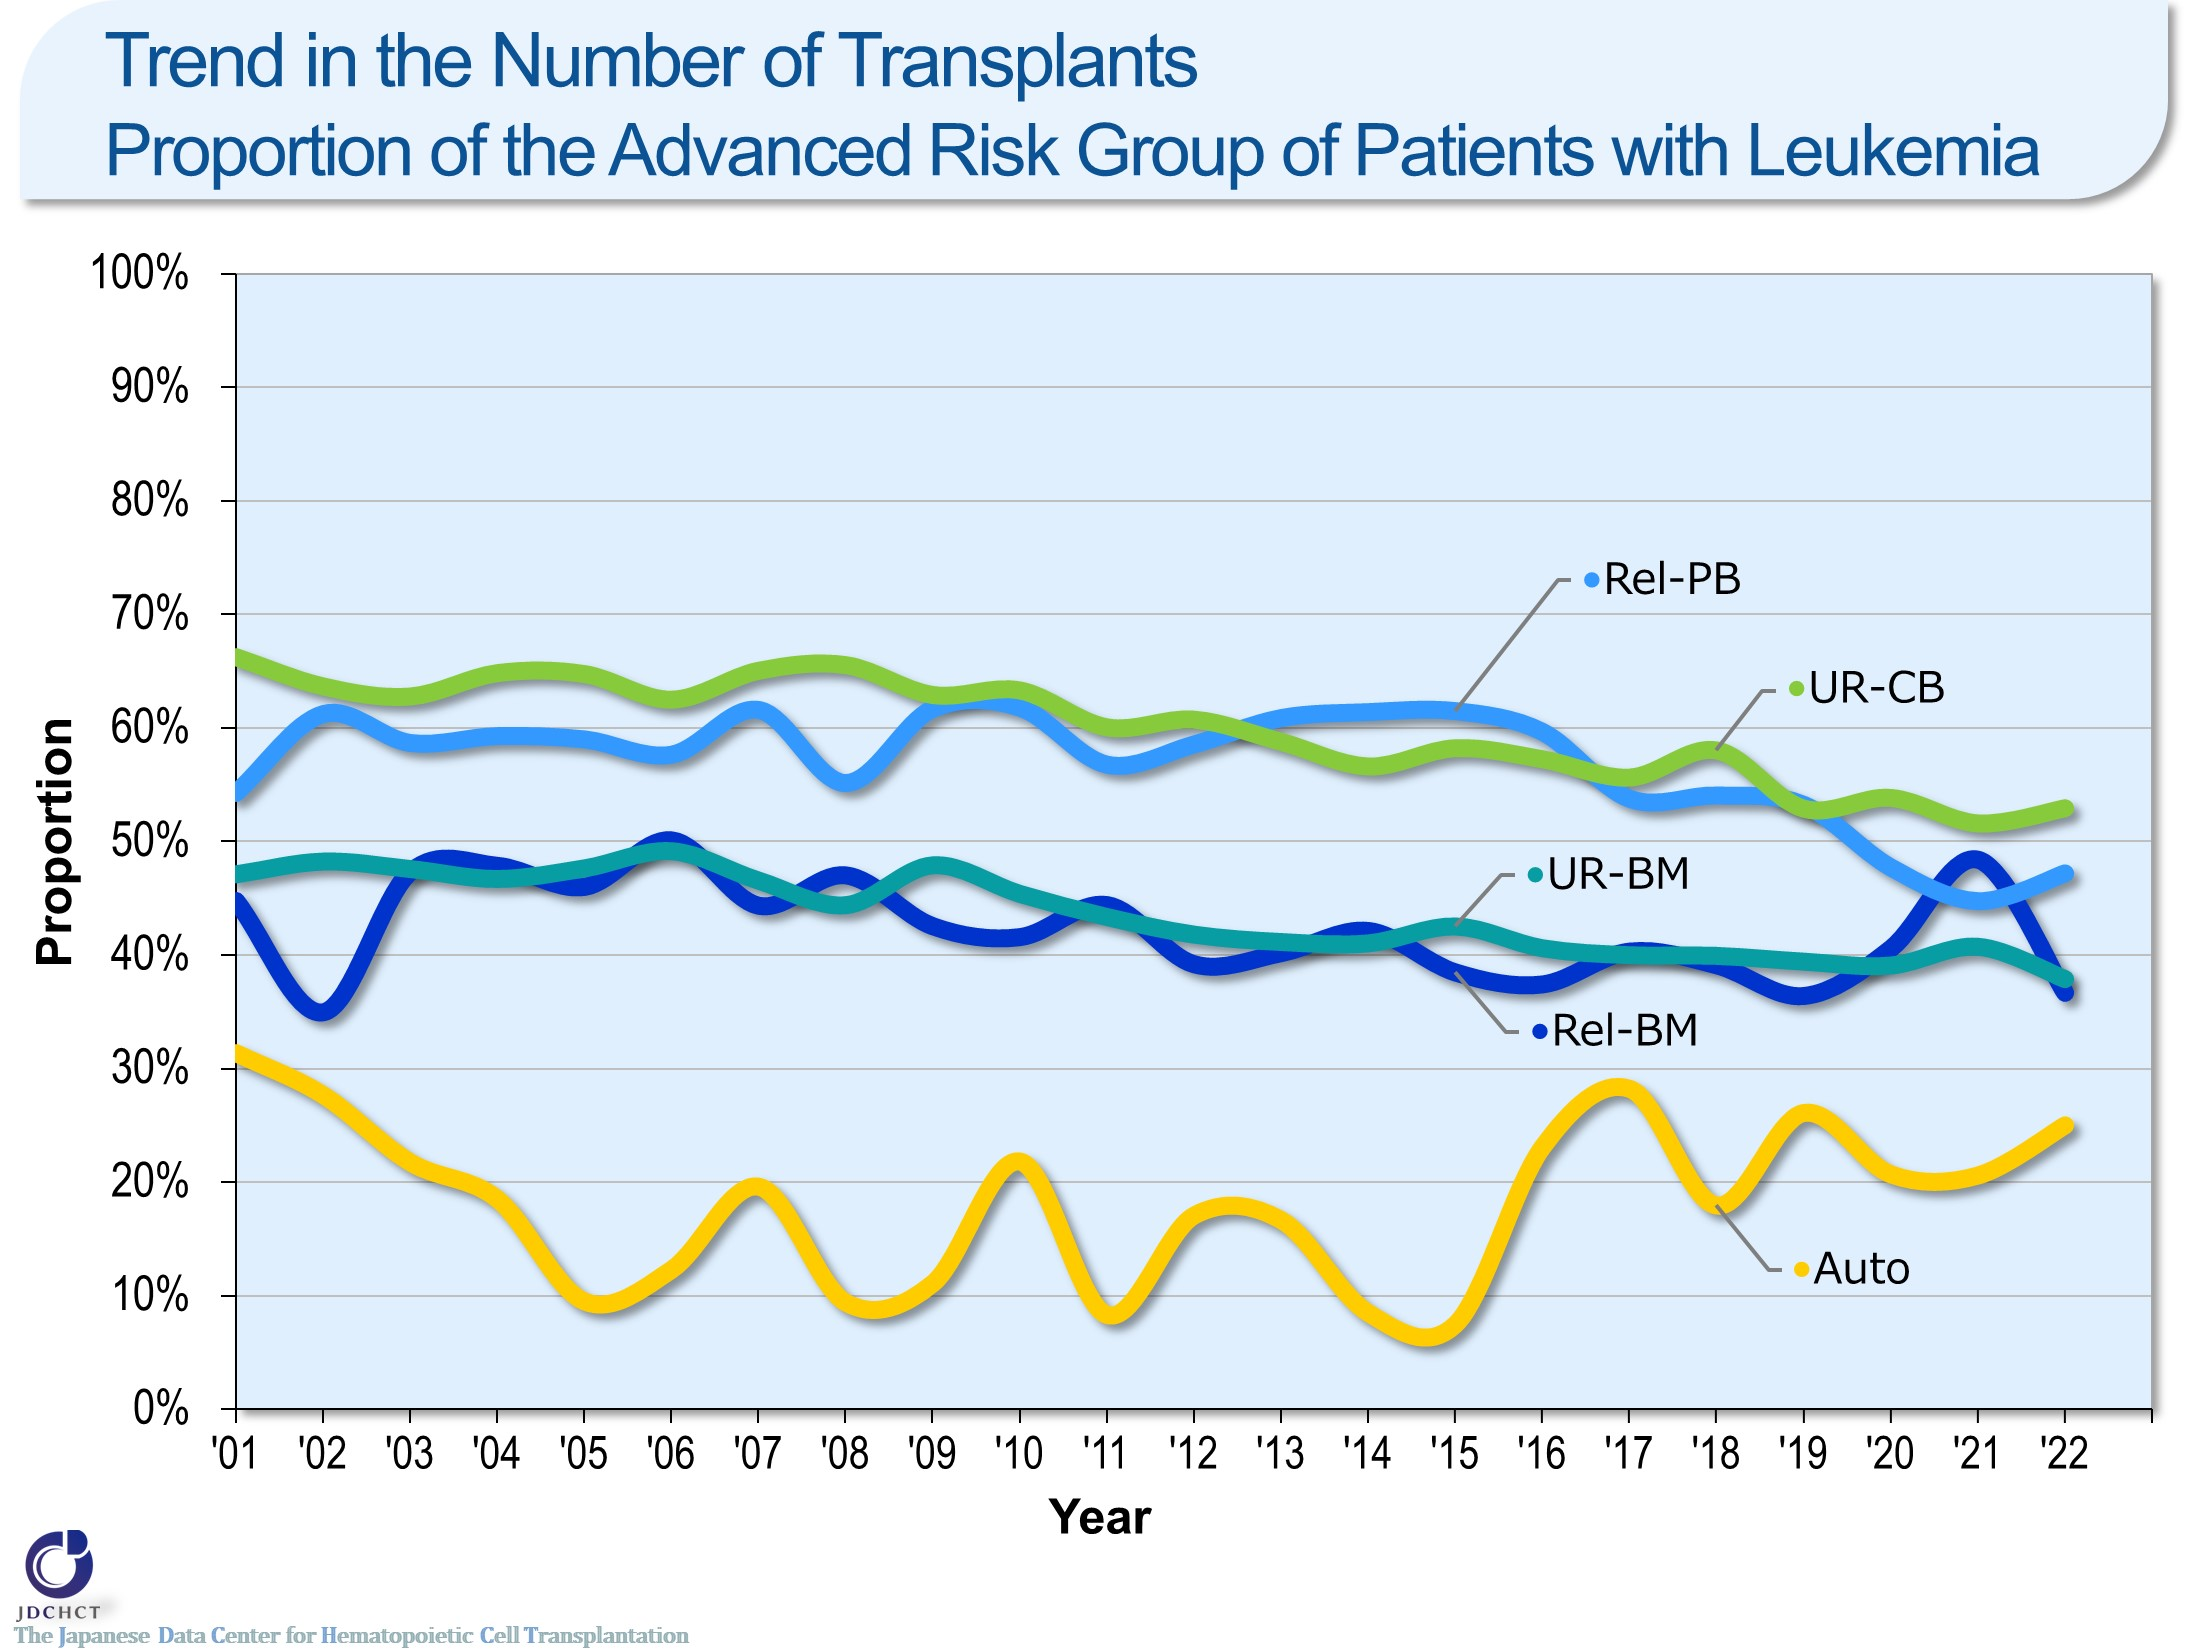 Trend in the Number of Transplants
Proportion of the Advanced Risk Group of Patients with Leukemia
100%
90%
80%
70%
60%
50%
40%
30%
20%
10%
0%
Proportion
Rel-PB
UR-CB
UR-BM
Rel-BM
Auto
'01 '02 '03 '04 '05 '06 '07 '08 '09 '10 '11 '12 '13 '14 '15 '16 '17 '18 '19 '20 '21 '22
Year
JDCHCT
The Japanese Data Center for Hematopoietic Cell Transplantation